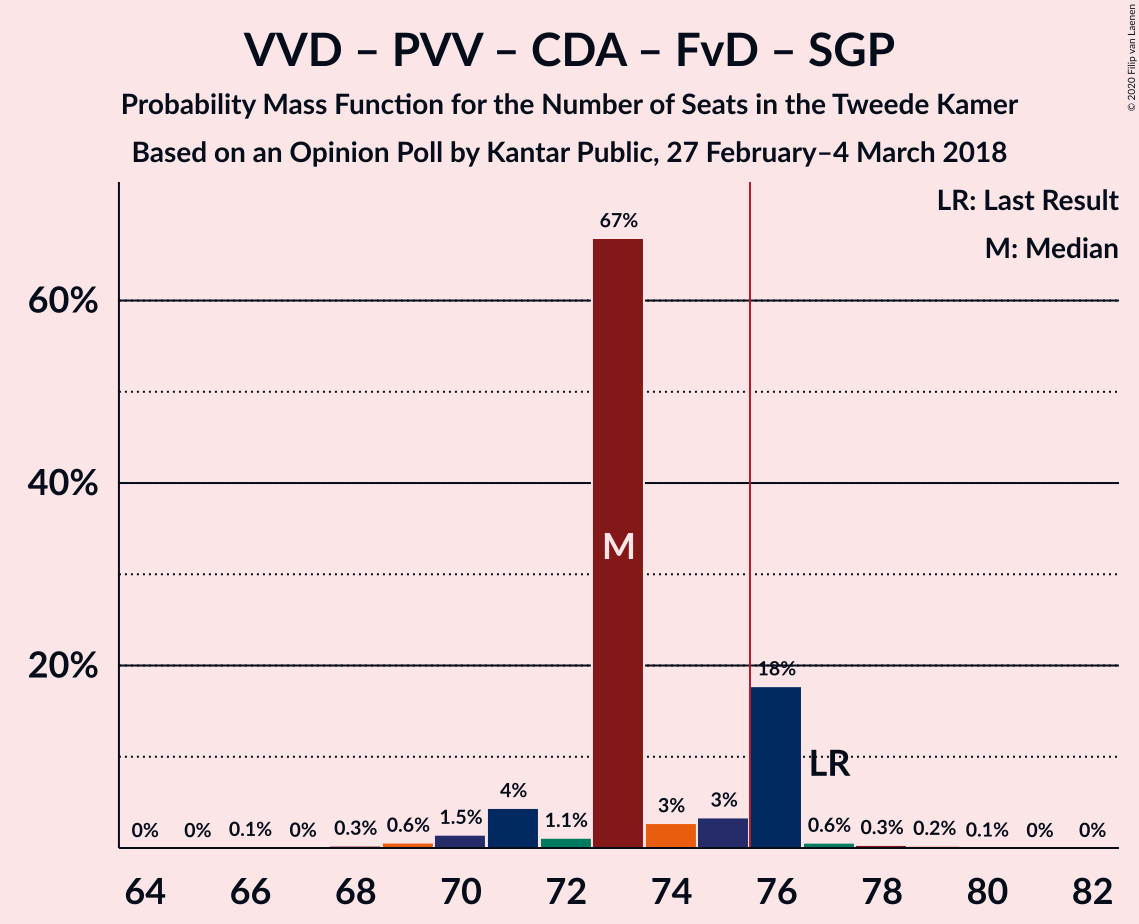 VVD – PVV – CDA – FvD – SGP
Probability Mass Function for the Number of Seats in the Tweede Kamer
Based on an Opinion Poll by Kantar Public, 27 February–4 March 2018
© 2020 Filip van Laenen
LR: Last Result
M: Median
60%
40%
20%
0% 0% 0.1% 0% 0.3% 0.6% 1.5% 4% 1.1% 67% 3% 3% 18% 0.6% 0.3% 0.2% 0.1% 0% 0%
M
LR
64 66 68 70 72 74 76 78 80 82